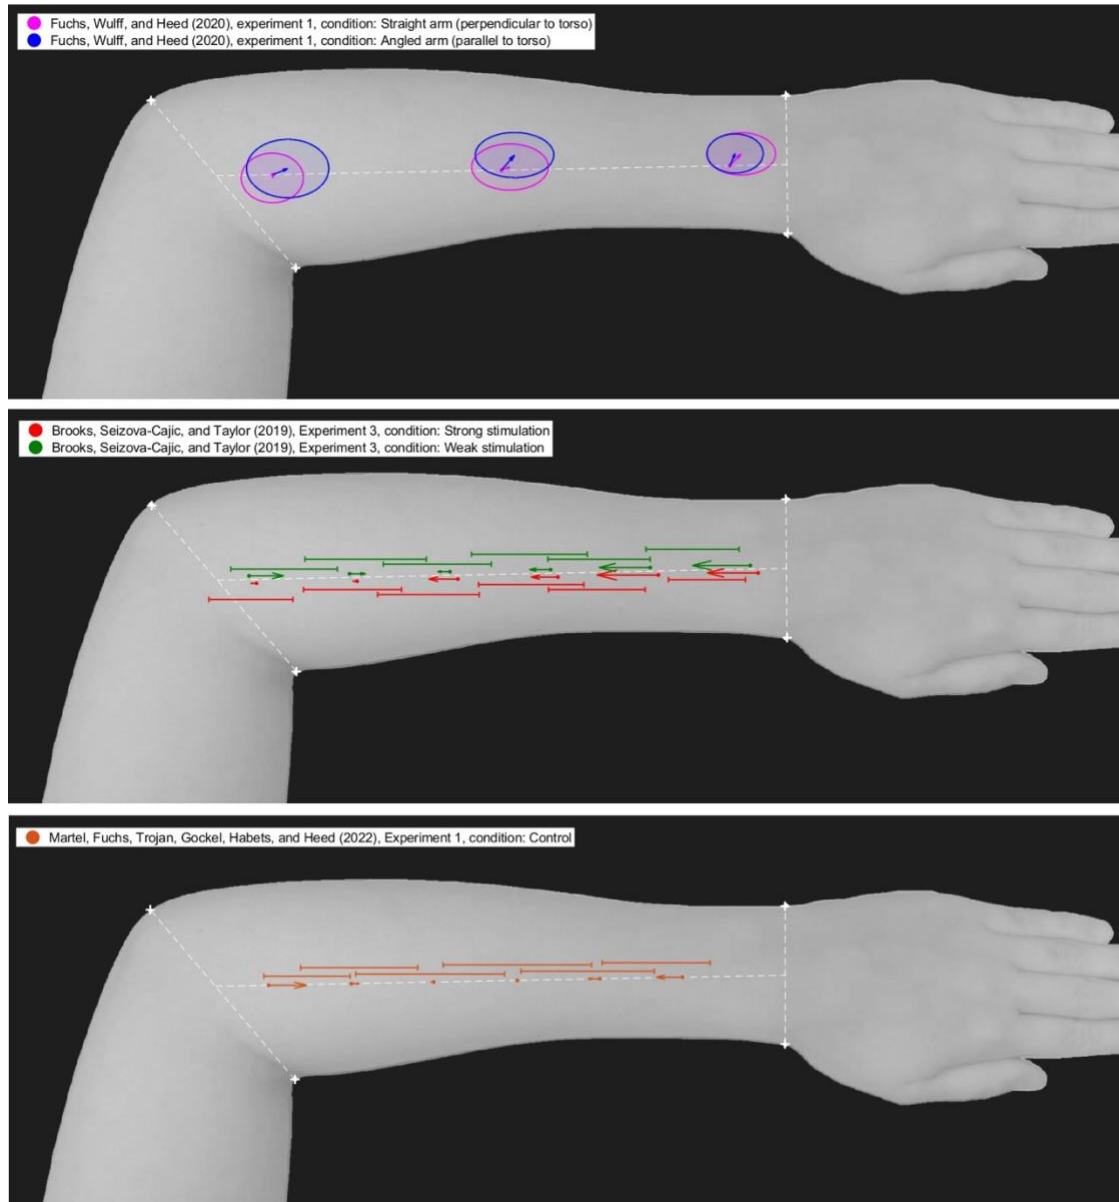 Fuchs, Wulff, and Heed (2020), experiment 1, condition: Straight arm (perpendicular to torso)
Fuchs, Wulff, and Heed (2020), experiment 1, condition: Angled arm (parallel to torso)
Brooks, Seizova-Cajic, and Taylor (2019), Experiment 3, condition: Strong stimulation
Brooks, Seizova-Cajic, and Taylor (2019), Experiment 3, condition: Weak stimulation
Martel, Fuchs, Trojan, Gockel, Habets, and Heed (2022), Experiment 1, condition: Control